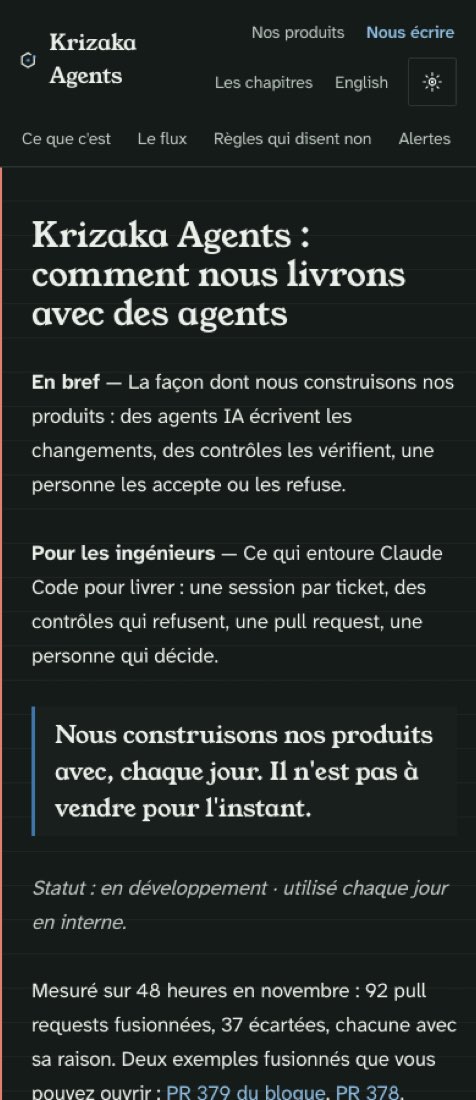 Krizaka
Agents
Nos produits
Nous écrire
Les chapitres
English
Ce que c'est
Le flux
Règles qui disent non
Alertes
Krizaka Agents :
comment nous livrons
avec des agents
En bref — La façon dont nous construisons nos
produits : des agents IA écrivent les
changements, des contrôles les vérifient, une
personne les accepte ou les refuse.
Pour les ingénieurs — Ce qui entoure Claude
Code pour livrer : une session par ticket, des
contrôles qui refusent, une pull request, une
personne qui décide.
Nous construisons nos produits
avec, chaque jour. Il n'est pas à
vendre pour l'instant.
Statut : en développement · utilisé chaque jour
en interne.
Mesuré sur 48 heures en novembre : 92 pull
requests fusionnées, 37 écartées, chacune avec
sa raison. Deux exemples fusionnés que vous
pouvez ouvrir : PR 379 du blogue, PR 378,